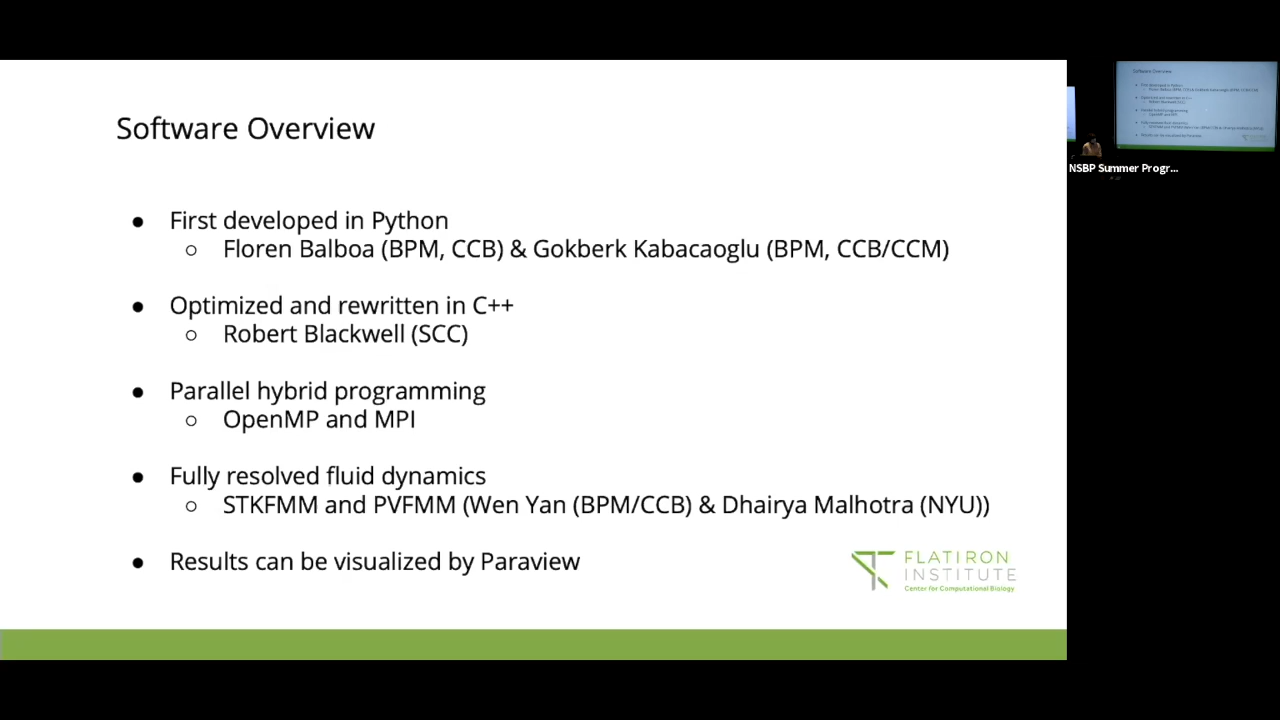 Software Overview
● First developed in Python
○ Floren Balboa (BPM, CCB) & Gokberk Kabacaoglu (BPM, CCB/CCM)
● Optimized and rewritten in C++
○ Robert Blackwell (SCC)
● Parallel hybrid programming
○ OpenMP and MPI
● Fully resolved fluid dynamics
○ STKFMM and PVFMM (Wen Yan (BPM/CCB) & Dhairya Malhotra (NYU))
● Results can be visualized by Paraview
FLATIRON
INSTITUTE
Center for Computational Biology
NSBP Summer Progr...